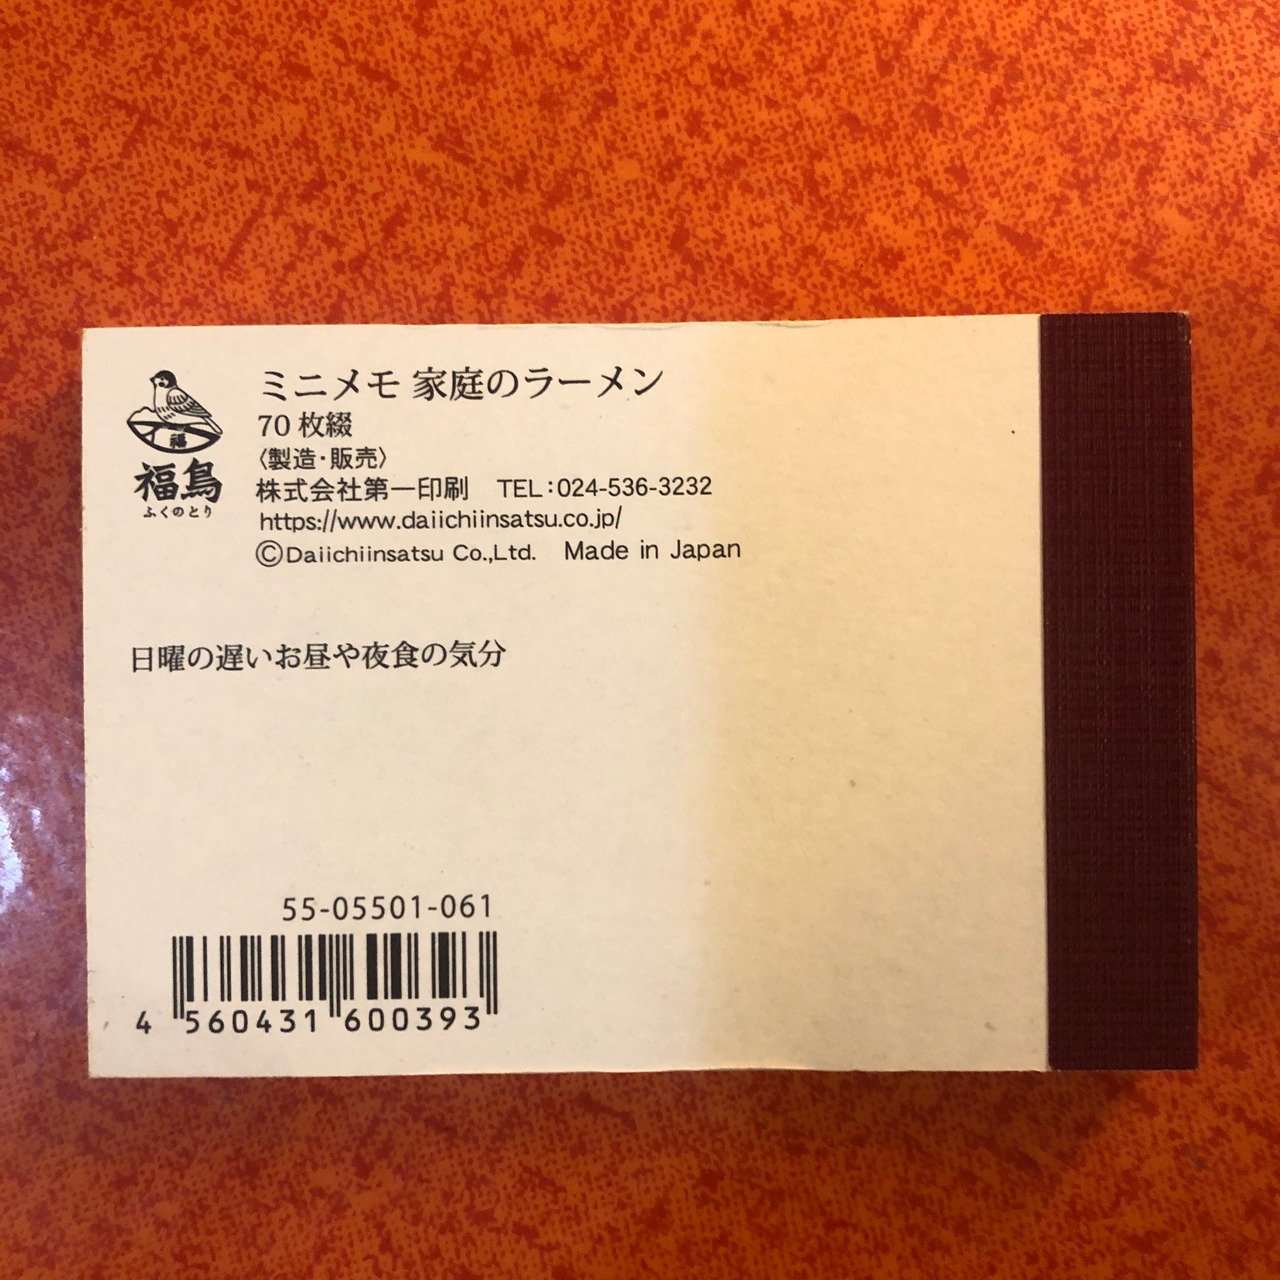 ミニメモ 家庭のラーメン
70 枚綴
〈製造・販売〉
株式会社第一印刷 TEL:024-536-3232
https://www.daiichiinsatsu.co.jp/
©Daiichiinsatsu Co.,Ltd. Made in Japan
福
福鳥
ふくのとり
日曜の遅いお昼や夜食の気分
55-05501-061
4 560431 600393